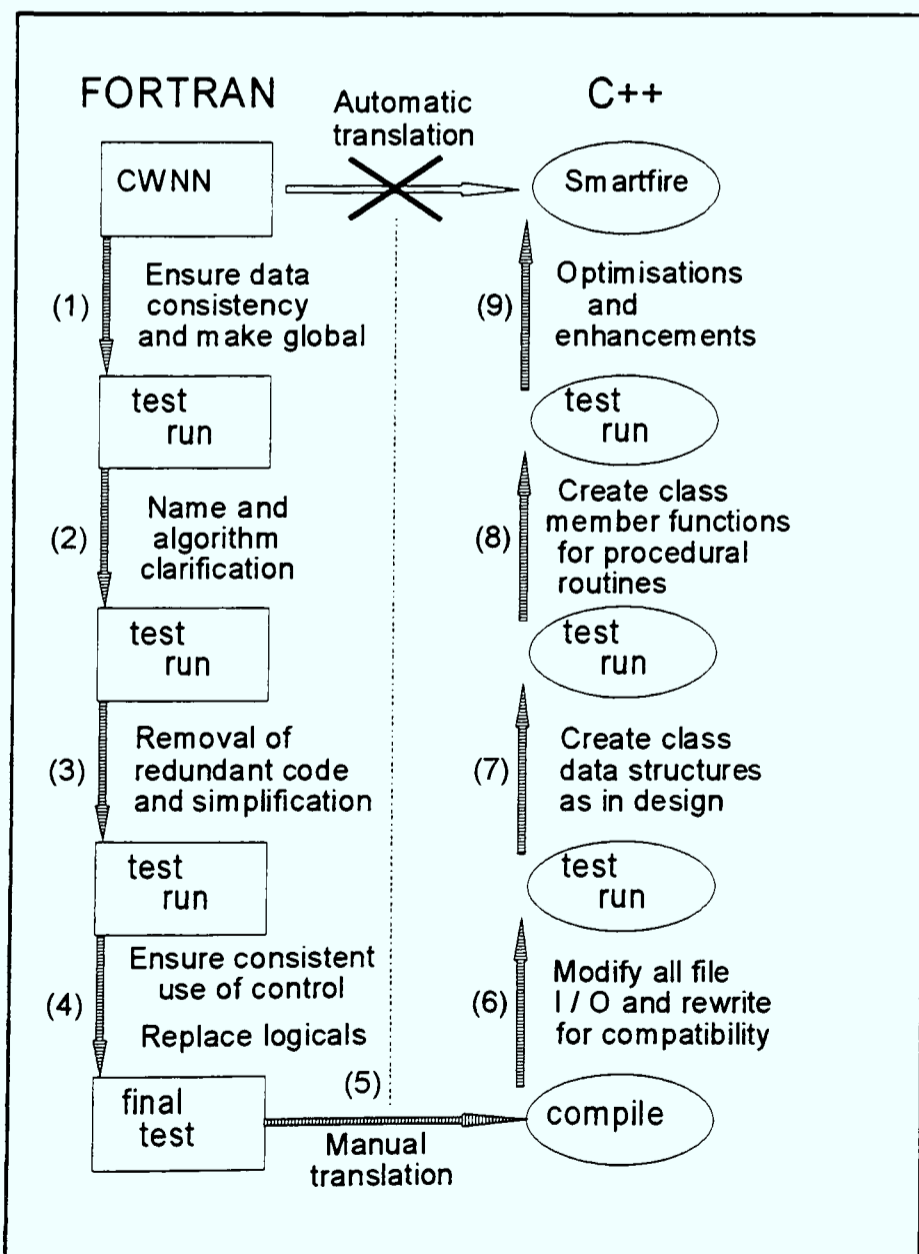 FORTRAN
Automatic
translation
C++
CWNN
Smartfire
(1)
Ensure data
consistency
and make global
(9)
Optimisations
and
enhancements
test
run
test
run
(2)
Name and
algorithm
clarification
(8)
Create class
member functions
for procedural
routines
test
run
test
run
(3)
Removal of
redundant code
and simplification
(7)
Create class
data structures
as in design
test
run
test
run
(4)
Ensure consistent
use of control
Replace logicals
(6)
Modify all file
I / O and rewrite
for compatibility
final
test
(5)
Manual
translation
compile